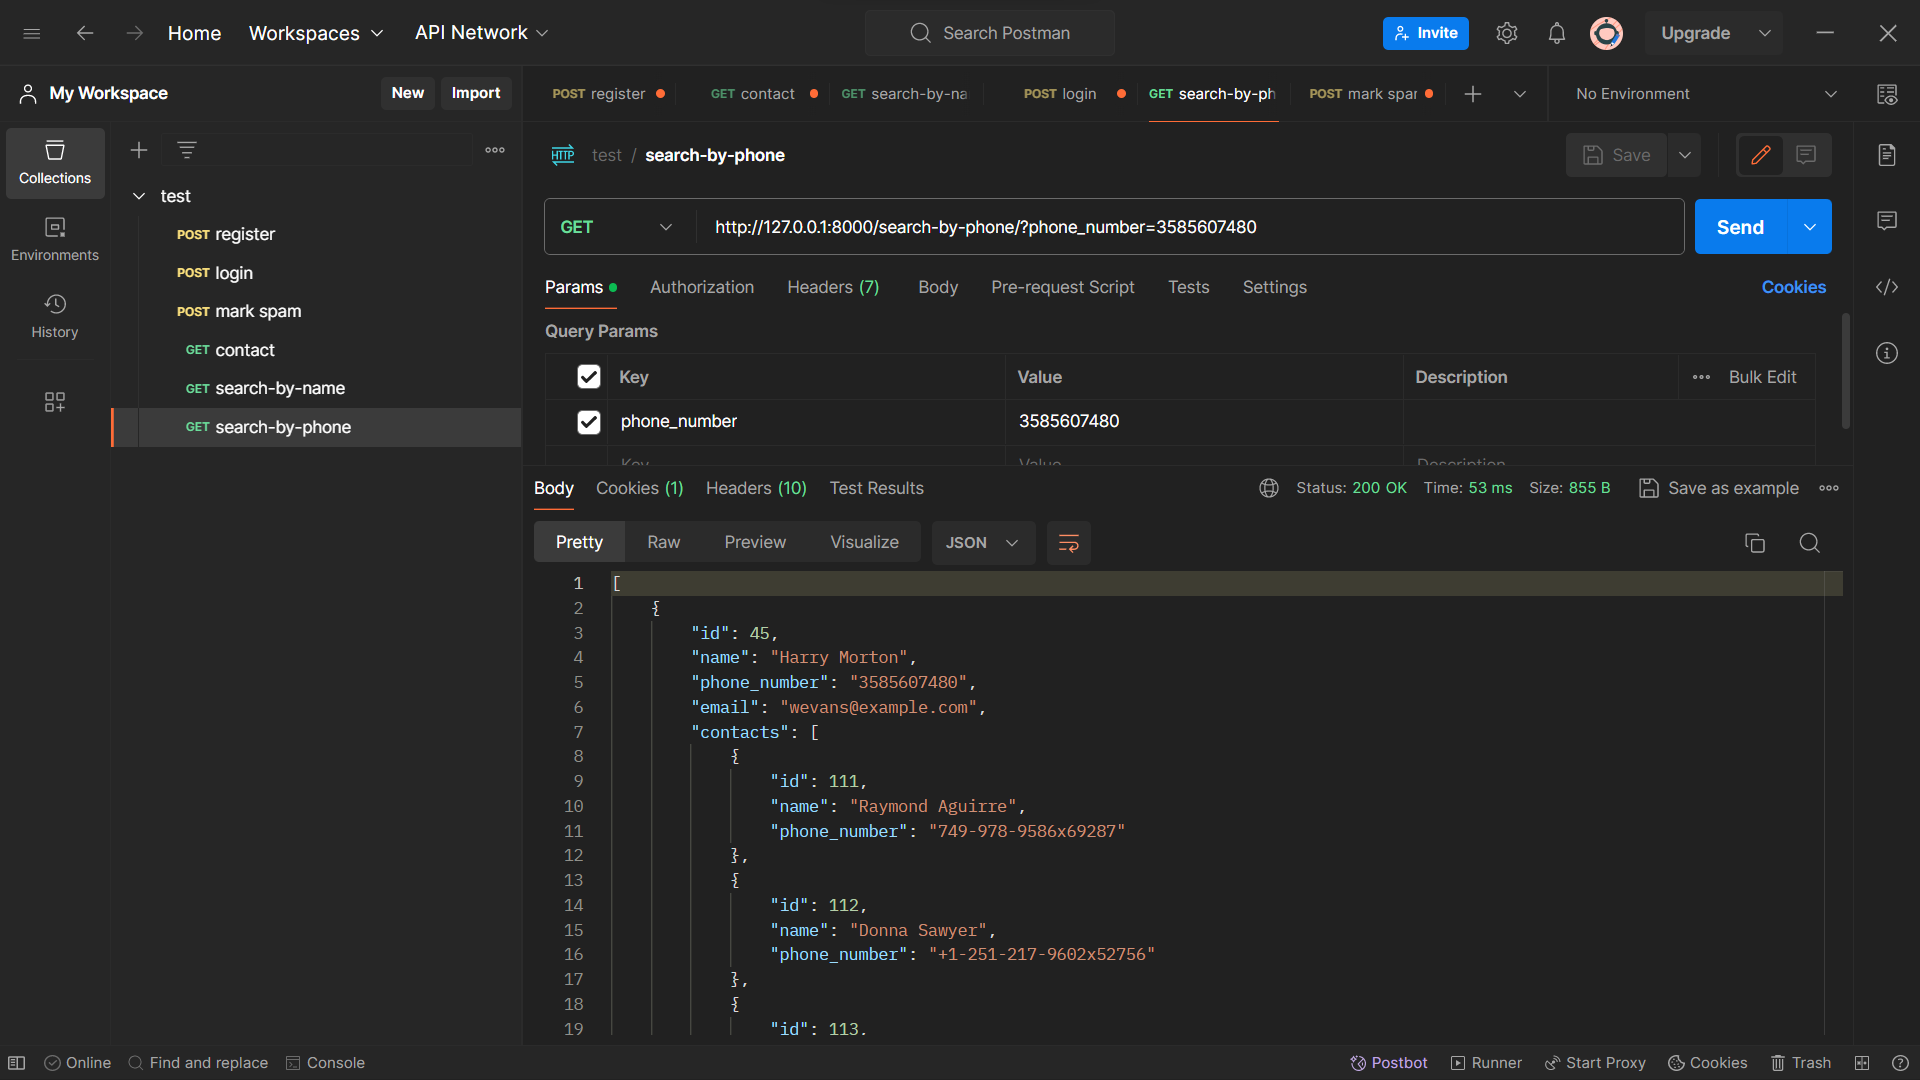 Home Workspaces API Network Search Postman Invite Upgrade
My Workspace New Import
POST register GET contact GET search-by-na POST login GET search-by-ph POST mark spar No Environment
Collections
Environments
History
test
POST register
POST login
POST mark spam
GET contact
GET search-by-name
GET search-by-phone
HTTP test / search-by-phone Save
GET http://127.0.0.1:8000/search-by-phone/?phone_number=3585607480 Send
Params Authorization Headers (7) Body Pre-request Script Tests Settings Cookies
Query Params
Key Value Description Bulk Edit
phone_number 3585607480
Key Value Description
Body Cookies (1) Headers (10) Test Results Status: 200 OK Time: 53 ms Size: 855 B Save as example
Pretty Raw Preview Visualize JSON
1 [
2 {
3 "id": 45,
4 "name": "Harry Morton",
5 "phone_number": "3585607480",
6 "email": "wevans@example.com",
7 "contacts": [
8 {
9 "id": 111,
10 "name": "Raymond Aguirre",
11 "phone_number": "749-978-9586x69287"
12 },
13 {
14 "id": 112,
15 "name": "Donna Sawyer",
16 "phone_number": "+1-251-217-9602x52756"
17 },
18 {
19 "id": 113,
Online Find and replace Console Postbot Runner Start Proxy Cookies Trash